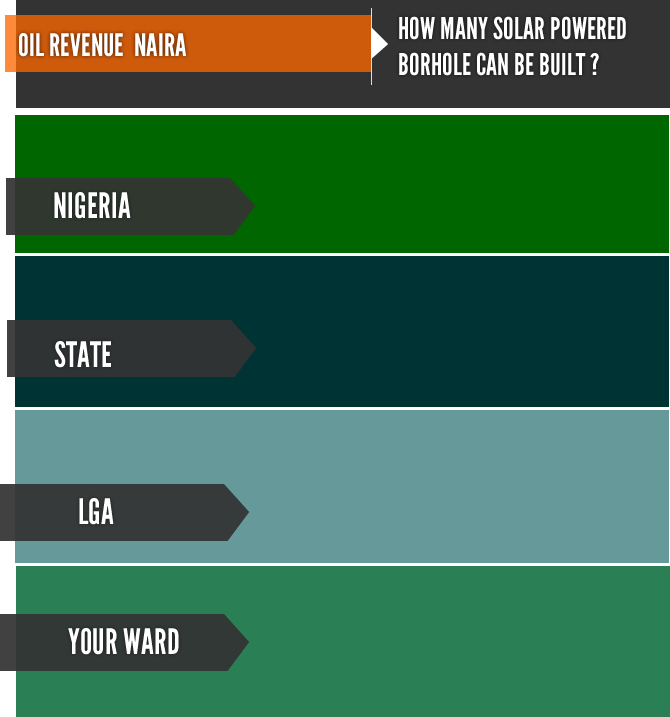 OIL REVENUE NAIRA
HOW MANY SOLAR POWERED
BORHOLE CAN BE BUILT ?
NIGERIA
STATE
LGA
YOUR WARD